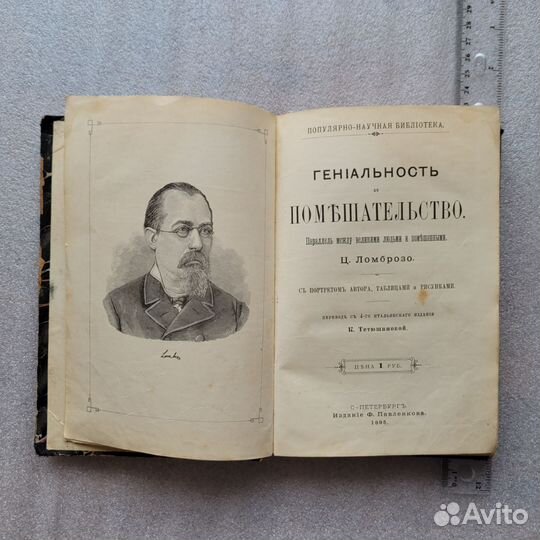 ПОПУЛЯРНО-НАУЧНАЯ БИБЛІОТЕКА.
ГЕНІАЛЬНОСТЬ
и
ПОМѢШАТЕЛЬСТВО.
Параллель между великими людьми и помѣшанными.
Ц. Ломброзо.
СЪ ПОРТРЕТОМЪ АВТОРА, ТАБЛИЦАМИ и РИСУНКАМИ.
ПЕРЕВОДЪ СЪ 4-ГО ИТАЛЬЯНСКАГО ИЗДАНІЯ
К. Тетюшиновой.
ЦѢНА 1 РУБ.
С.-ПЕТЕРБУРГЪ.
Изданіе Ф. Павленкова.
1895.
Avito